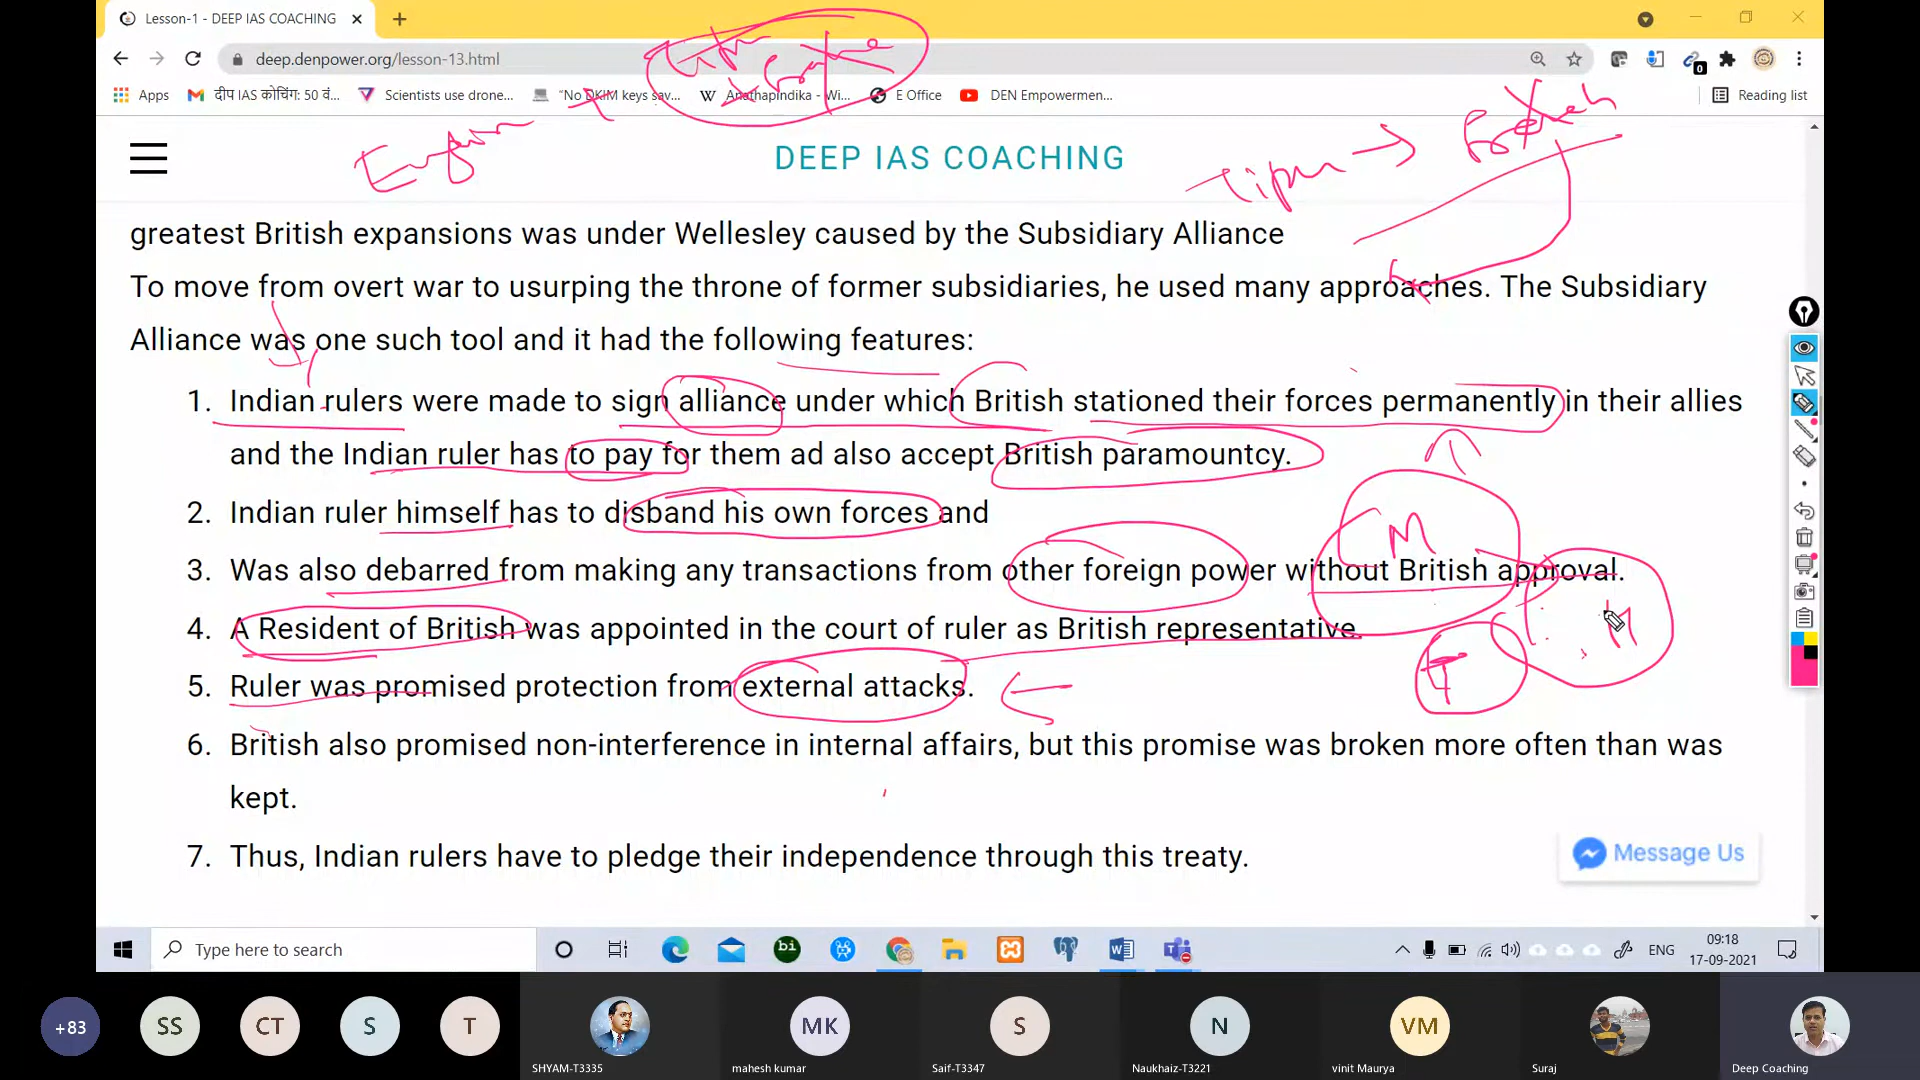 Lesson-1 - DEEP IAS COACHING
deep.denpower.org/lesson-13.html
0
Apps
दीप IAS कोचिंग: 50 वं...
Scientists use drone...
"No DKIM keys sav...
W Anathapindika - Wi...
E Office
DEN Empowermen...
Reading list
DEEP IAS COACHING
Tipu
greatest British expansions was under Wellesley caused by the Subsidiary Alliance
To move from overt war to usurping the throne of former subsidiaries, he used many approaches. The Subsidiary
Alliance was one such tool and it had the following features:
1. Indian rulers were made to sign alliance under which British stationed their forces permanently in their allies
and the Indian ruler has to pay for them ad also accept British paramountcy.
2. Indian ruler himself has to disband his own forces and
M
3. Was also debarred from making any transactions from other foreign power without British approval.
4. A Resident of British was appointed in the court of ruler as British representative.
M
T
5. Ruler was promised protection from external attacks.
6. British also promised non-interference in internal affairs, but this promise was broken more often than was
kept.
7. Thus, Indian rulers have to pledge their independence through this treaty.
Message Us
Type here to search
bi
ENG
09:18
17-09-2021
+83
SS
CT
S
T
MK
S
N
VM
SHYAM-T3335
mahesh kumar
Saif-T3347
Naukhaiz-T3221
vinit Maurya
Suraj
Deep Coaching